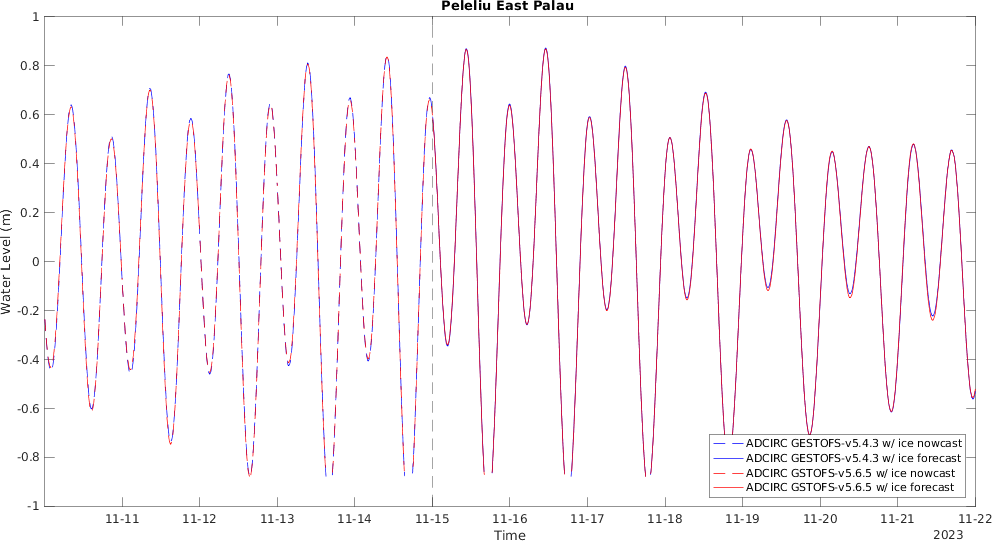 Peleliu East Palau
1
0.8
0.6
0.4
0.2
0
-0.2
-0.4
-0.6
-0.8
-1
Water Level (m)
ADCIRC GESTOFS-v5.4.3 w/ ice nowcast
ADCIRC GESTOFS-v5.4.3 w/ ice forecast
ADCIRC GSTOFS-v5.6.5 w/ ice nowcast
ADCIRC GSTOFS-v5.6.5 w/ ice forecast
11-11 11-12 11-13 11-14 11-15 11-16 11-17 11-18 11-19 11-20 11-21 11-22
Time
2023